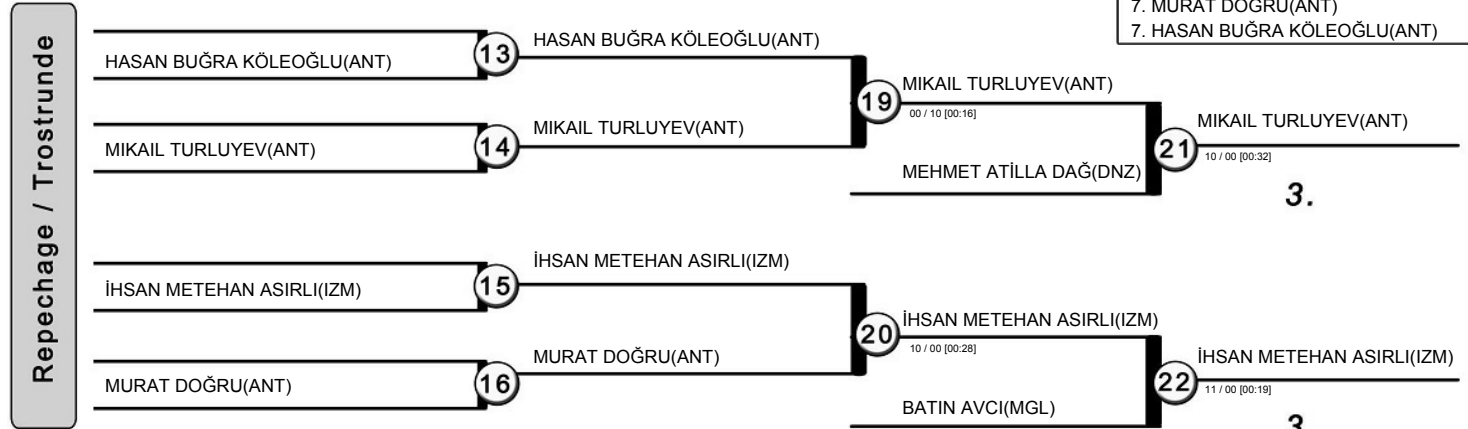 Repechage / Trostrunde
7. MURAT DOĞRU(ANT)
7. HASAN BUĞRA KÖLEOĞLU(ANT)
HASAN BUĞRA KÖLEOĞLU(ANT)
13
HASAN BUĞRA KÖLEOĞLU(ANT)
MIKAIL TURLUYEV(ANT)
14
MIKAIL TURLUYEV(ANT)
19
MIKAIL TURLUYEV(ANT)
00 / 10 [00:16]
MEHMET ATİLLA DAĞ(DNZ)
21
MIKAIL TURLUYEV(ANT)
10 / 00 [00:32]
3.
İHSAN METEHAN ASIRLI(IZM)
15
İHSAN METEHAN ASIRLI(IZM)
MURAT DOĞRU(ANT)
16
MURAT DOĞRU(ANT)
20
İHSAN METEHAN ASIRLI(IZM)
10 / 00 [00:28]
BATIN AVCI(MGL)
22
İHSAN METEHAN ASIRLI(IZM)
11 / 00 [00:19]
3.